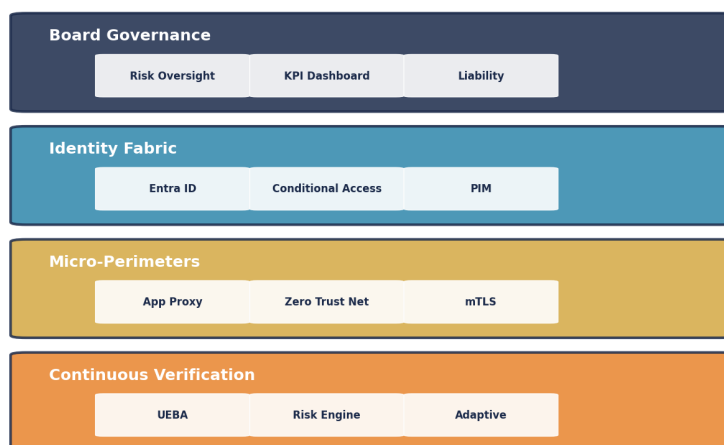 Board Governance
Risk Oversight KPI Dashboard Liability
Identity Fabric
Entra ID Conditional Access PIM
Micro-Perimeters
App Proxy Zero Trust Net mTLS
Continuous Verification
UEBA Risk Engine Adaptive